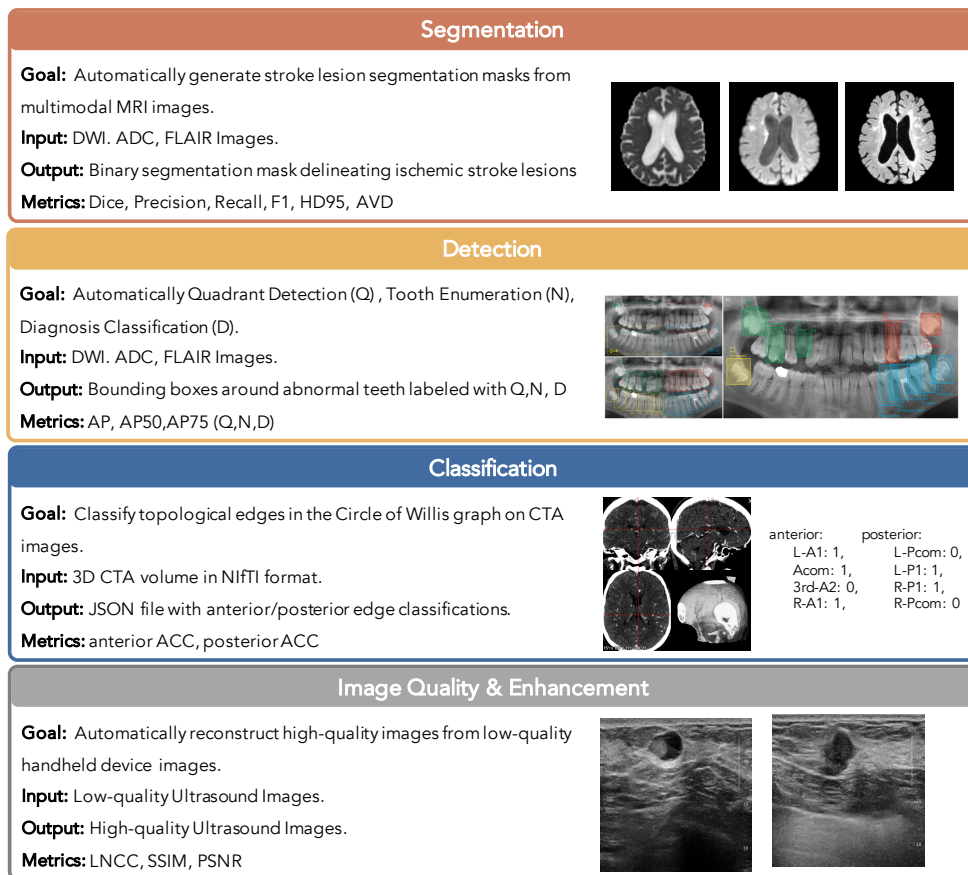 Segmentation
Goal: Automatically generate stroke lesion segmentation masks from
multimodal MRI images.
Input: DWI. ADC, FLAIR Images.
Output: Binary segmentation mask delineating ischemic stroke lesions
Metrics: Dice, Precision, Recall, F1, HD95, AVD
Detection
Goal: Automatically Quadrant Detection (Q) , Tooth Enumeration (N),
Diagnosis Classification (D).
Input: DWI. ADC, FLAIR Images.
Output: Bounding boxes around abnormal teeth labeled with Q,N, D
Metrics: AP, AP50,AP75 (Q,N,D)
Classification
Goal: Classify topological edges in the Circle of Willis graph on CTA
images.
Input: 3D CTA volume in NIfTI format.
Output: JSON file with anterior/posterior edge classifications.
Metrics: anterior ACC, posterior ACC
anterior: posterior:
L-A1: 1, L-Pcom: 0,
Acom: 1, L-P1: 1,
3rd-A2: 0, R-P1: 1,
R-A1: 1, R-Pcom: 0
Image Quality & Enhancement
Goal: Automatically reconstruct high-quality images from low-quality
handheld device images.
Input: Low-quality Ultrasound Images.
Output: High-quality Ultrasound Images.
Metrics: LNCC, SSIM, PSNR